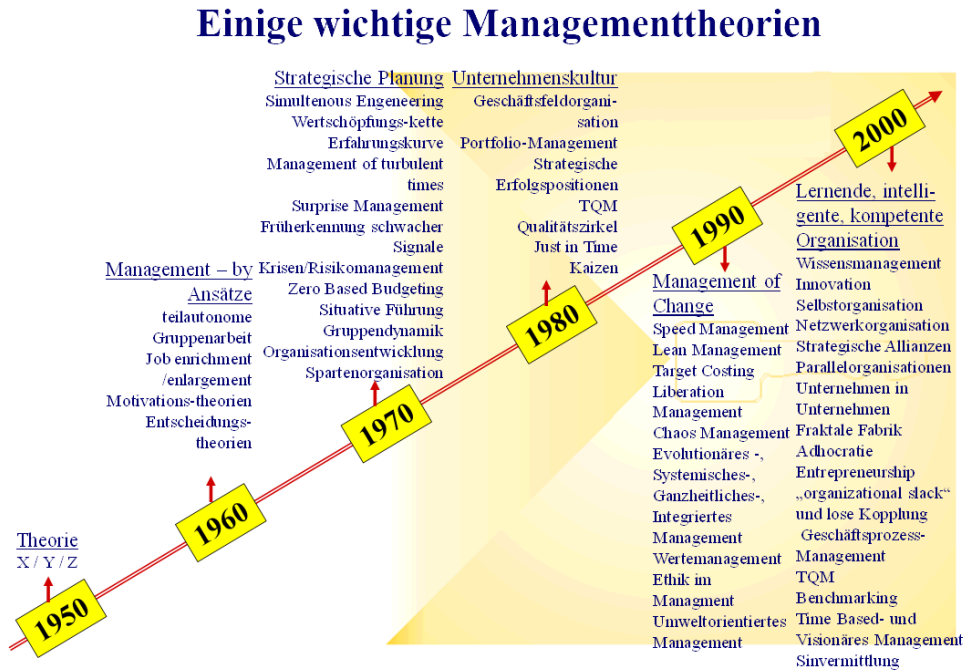 Einige wichtige Managementtheorien
Theorie
X / Y / Z
1950
Management – by
Ansätze
teilautonome
Gruppenarbeit
Job enrichment
/enlargement
Motivations-theorien
Entscheidungs-
theorien
1960
Strategische Planung
Simultenous Engeneering
Wertschöpfungs-kette
Erfahrungskurve
Management of turbulent
times
Surprise Management
Früherkennung schwacher
Signale
Krisen/Risikomanagement
Zero Based Budgeting
Situative Führung
Gruppendynamik
Organisationsentwicklung
Spartenorganisation
1970
Unternehmenskultur
Geschäftsfeldorgani-
sation
Portfolio-Management
Strategische
Erfolgspositionen
TQM
Qualitätszirkel
Just in Time
Kaizen
1980
1990
Management of
Change
Speed Management
Lean Management
Target Costing
Liberation
Management
Chaos Management
Evolutionäres -,
Systemisches-,
Ganzheitliches-,
Integriertes
Management
Wertemanagement
Ethik im
Managment
Umweltorientiertes
Management
2000
Lernende, intelli-
gente, kompetente
Organisation
Wissensmanagement
Innovation
Selbstorganisation
Netzwerkorganisation
Strategische Allianzen
Parallelorganisationen
Unternehmen in
Unternehmen
Fraktale Fabrik
Adhocratie
Entrepreneurship
„organizational slack“
und lose Kopplung
Geschäftsprozess-
Management
TQM
Benchmarking
Time Based- und
Visionäres Management
Sinvermittlung